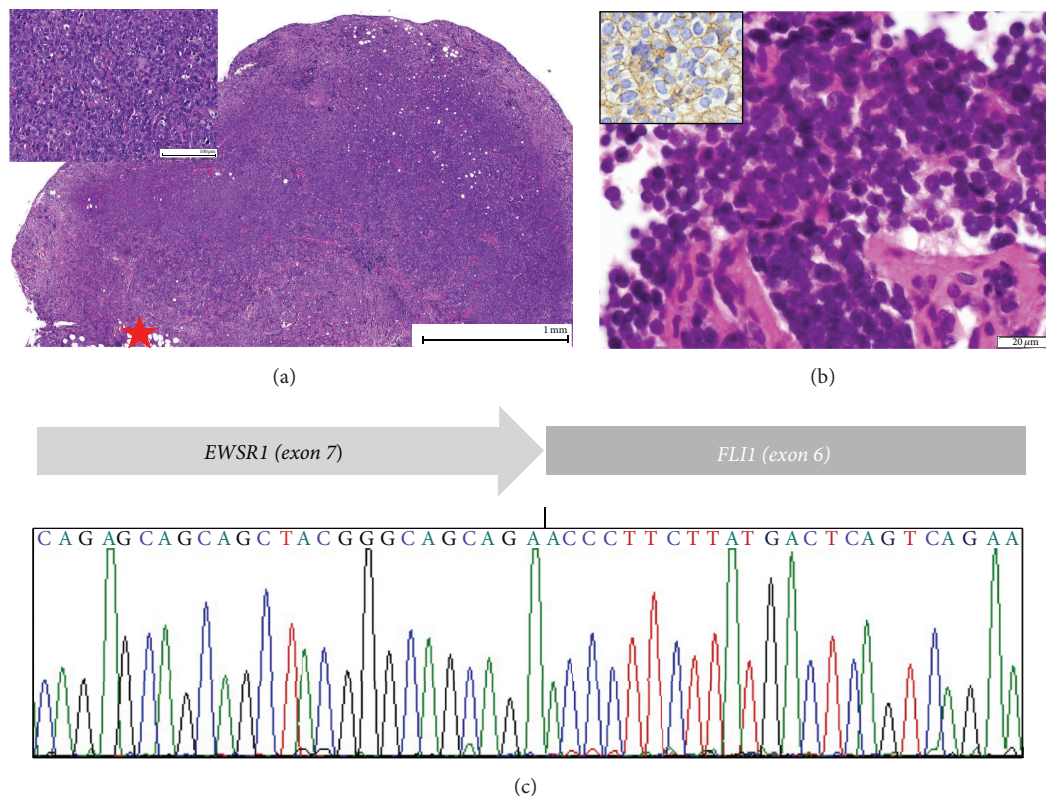 100 μm
1 mm
20 μm
(a)
(b)
EWSR1 (exon 7)
FLI1 (exon 6)
C A G A G C A G C A G C T A C G G G C A G C A G A A C C C T T C T T A T G A C T C A G T C A G A A
(c)